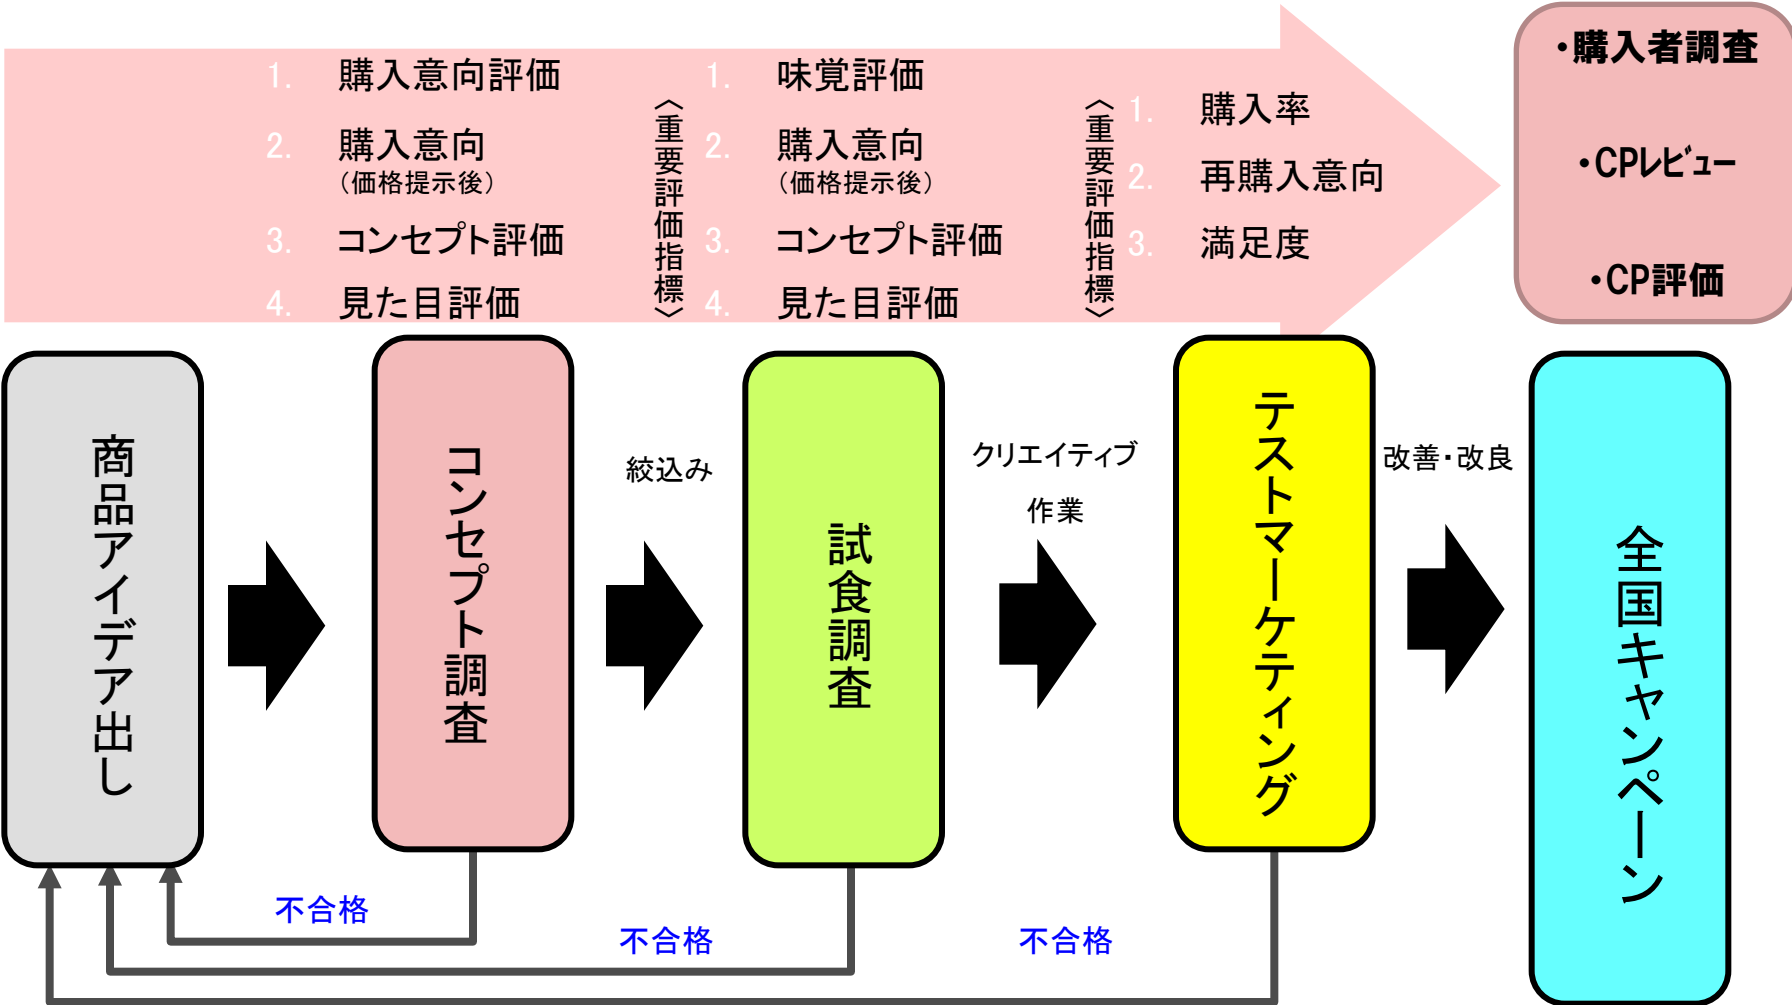 1. 購入意向評価
2. 購入意向
(価格提示後)
3. コンセプト評価
4. 見た目評価
〈重要評価指標〉
1. 味覚評価
2. 購入意向
(価格提示後)
3. コンセプト評価
4. 見た目評価
〈重要評価指標〉
1. 購入率
2. 再購入意向
3. 満足度
・購入者調査
・CPレビュー
・CP評価
商品アイデア出し
コンセプト調査
絞込み
試食調査
クリエイティブ
作業
テストマーケティング
改善・改良
全国キャンペーン
不合格
不合格
不合格